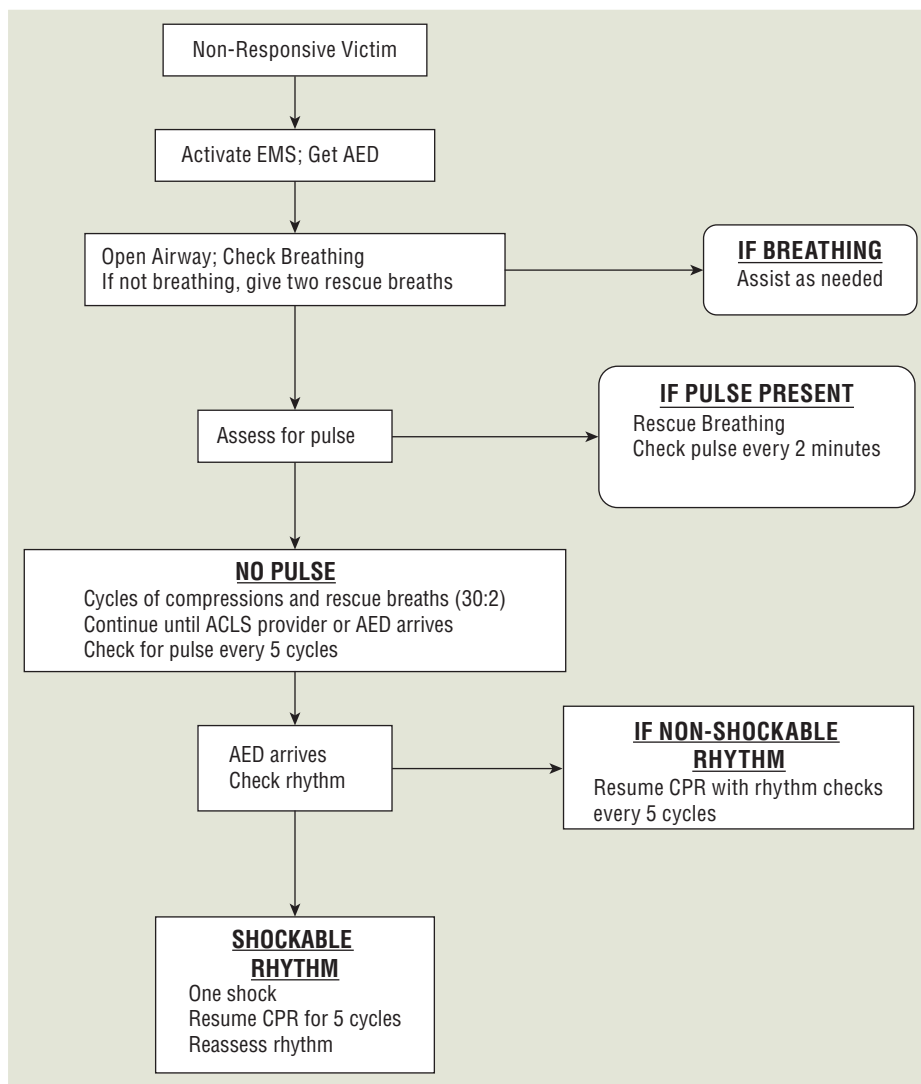 Non-Responsive Victim
Activate EMS; Get AED
Open Airway; Check Breathing
If not breathing, give two rescue breaths
IF BREATHING
Assist as needed
Assess for pulse
IF PULSE PRESENT
Rescue Breathing
Check pulse every 2 minutes
NO PULSE
Cycles of compressions and rescue breaths (30:2)
Continue until ACLS provider or AED arrives
Check for pulse every 5 cycles
AED arrives
Check rhythm
IF NON-SHOCKABLE
RHYTHM
Resume CPR with rhythm checks
every 5 cycles
SHOCKABLE
RHYTHM
One shock
Resume CPR for 5 cycles
Reassess rhythm